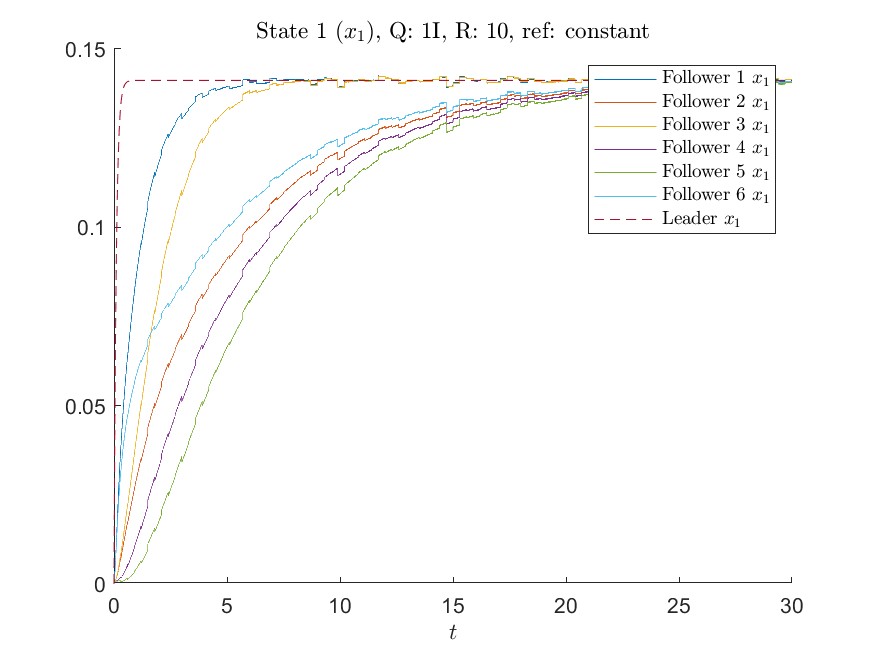 State 1 (x₁), Q: 1I, R: 10, ref: constant
0.15
0.1
0.05
0
0 5 10 15 20 25 30
t
Follower 1 x₁
Follower 2 x₁
Follower 3 x₁
Follower 4 x₁
Follower 5 x₁
Follower 6 x₁
Leader x₁